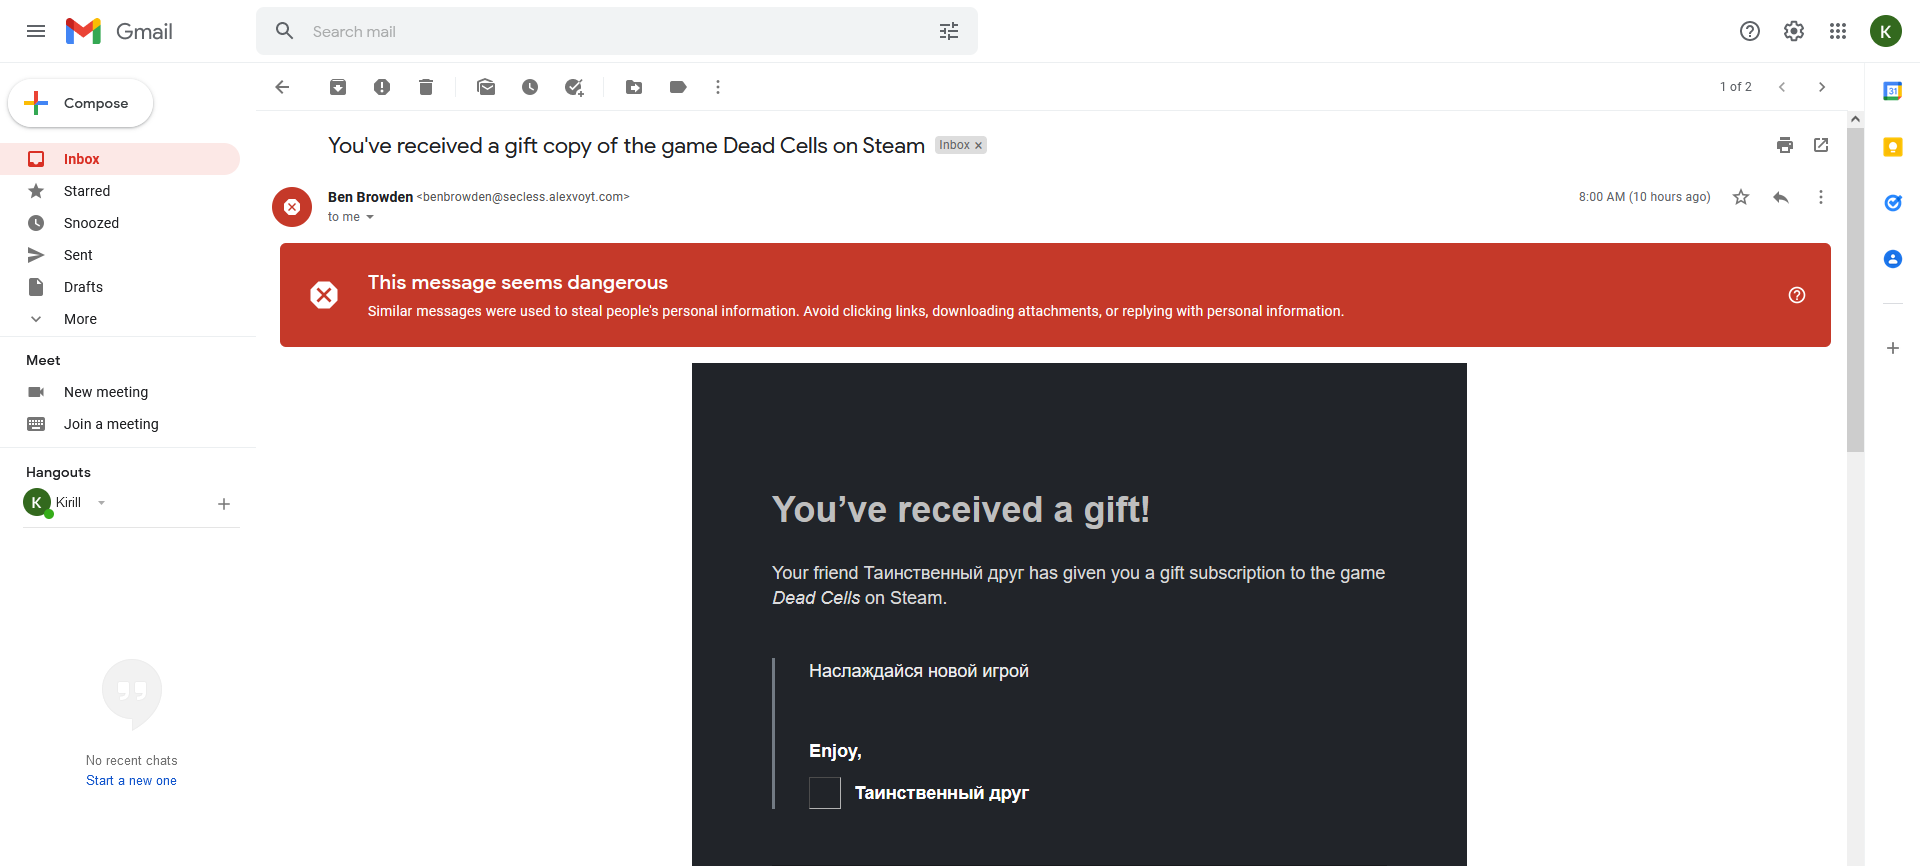 Gmail
Search mail
K
Compose
1 of 2
31
Inbox
Starred
Snoozed
Sent
Drafts
More
Meet
New meeting
Join a meeting
Hangouts
K Kirill
No recent chats
Start a new one
You've received a gift copy of the game Dead Cells on Steam Inbox ×
Ben Browden <benbrowden@secless.alexvoyt.com> 8:00 AM (10 hours ago)
to me
This message seems dangerous
Similar messages were used to steal people's personal information. Avoid clicking links, downloading attachments, or replying with personal information.
You’ve received a gift!
Your friend Таинственный друг has given you a gift subscription to the game
Dead Cells on Steam.
Наслаждайся новой игрой
Enjoy,
Таинственный друг